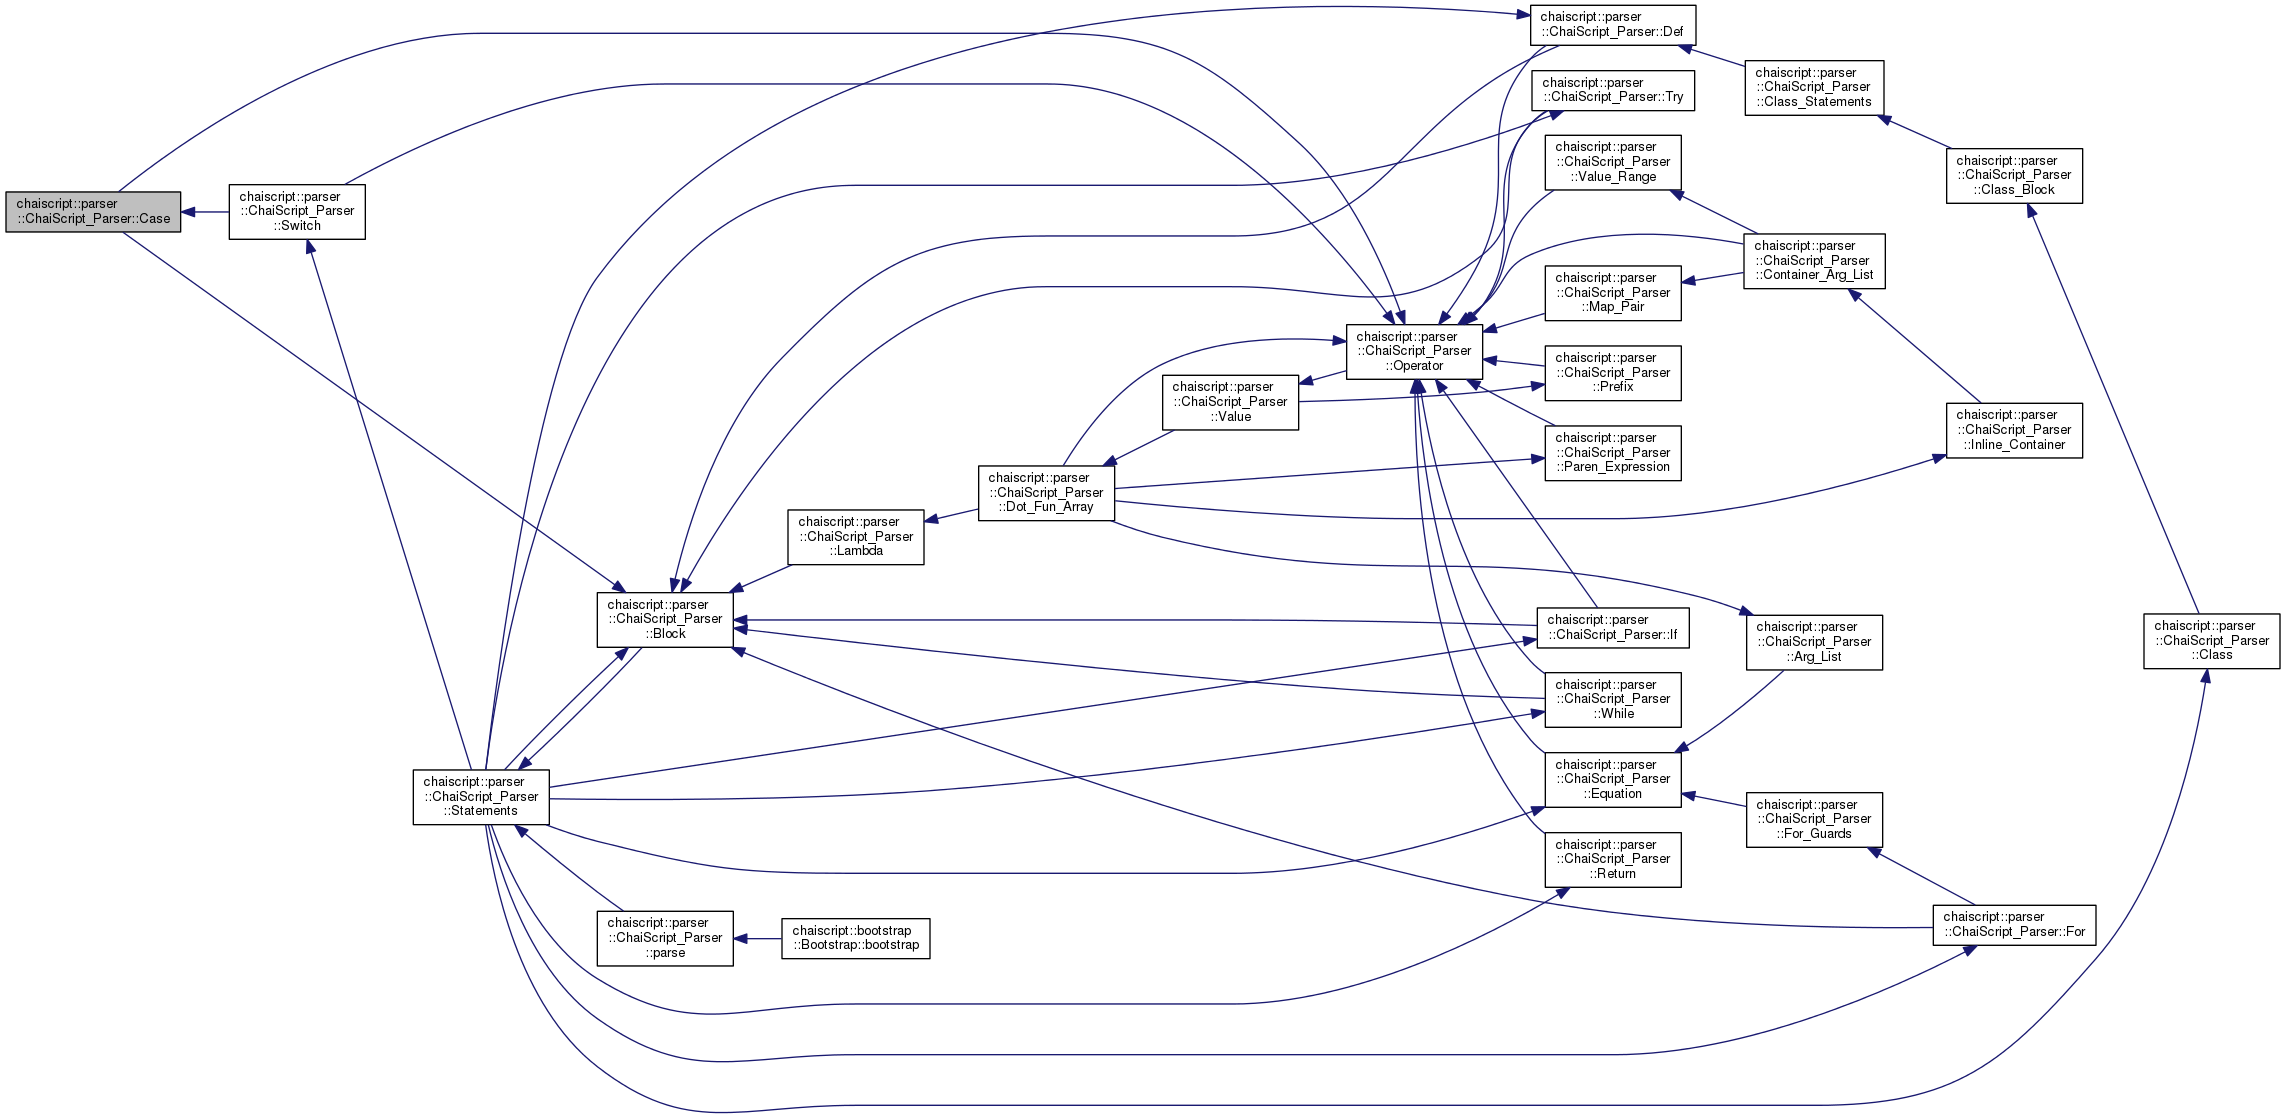 chaiscript::parser
::ChaiScript_Parser::Case
chaiscript::parser
::ChaiScript_Parser
::Switch
chaiscript::parser
::ChaiScript_Parser
::Statements
chaiscript::parser
::ChaiScript_Parser
::Block
chaiscript::parser
::ChaiScript_Parser
::parse
chaiscript::bootstrap
::Bootstrap::bootstrap
chaiscript::parser
::ChaiScript_Parser
::Lambda
chaiscript::parser
::ChaiScript_Parser
::Dot_Fun_Array
chaiscript::parser
::ChaiScript_Parser
::Value
chaiscript::parser
::ChaiScript_Parser
::Operator
chaiscript::parser
::ChaiScript_Parser::Def
chaiscript::parser
::ChaiScript_Parser::Try
chaiscript::parser
::ChaiScript_Parser
::Value_Range
chaiscript::parser
::ChaiScript_Parser
::Map_Pair
chaiscript::parser
::ChaiScript_Parser
::Prefix
chaiscript::parser
::ChaiScript_Parser
::Paren_Expression
chaiscript::parser
::ChaiScript_Parser::If
chaiscript::parser
::ChaiScript_Parser
::While
chaiscript::parser
::ChaiScript_Parser
::Equation
chaiscript::parser
::ChaiScript_Parser
::Return
chaiscript::parser
::ChaiScript_Parser
::Class_Statements
chaiscript::parser
::ChaiScript_Parser
::Container_Arg_List
chaiscript::parser
::ChaiScript_Parser
::Arg_List
chaiscript::parser
::ChaiScript_Parser
::For_Guards
chaiscript::parser
::ChaiScript_Parser
::Class_Block
chaiscript::parser
::ChaiScript_Parser
::Inline_Container
chaiscript::parser
::ChaiScript_Parser::For
chaiscript::parser
::ChaiScript_Parser
::Class